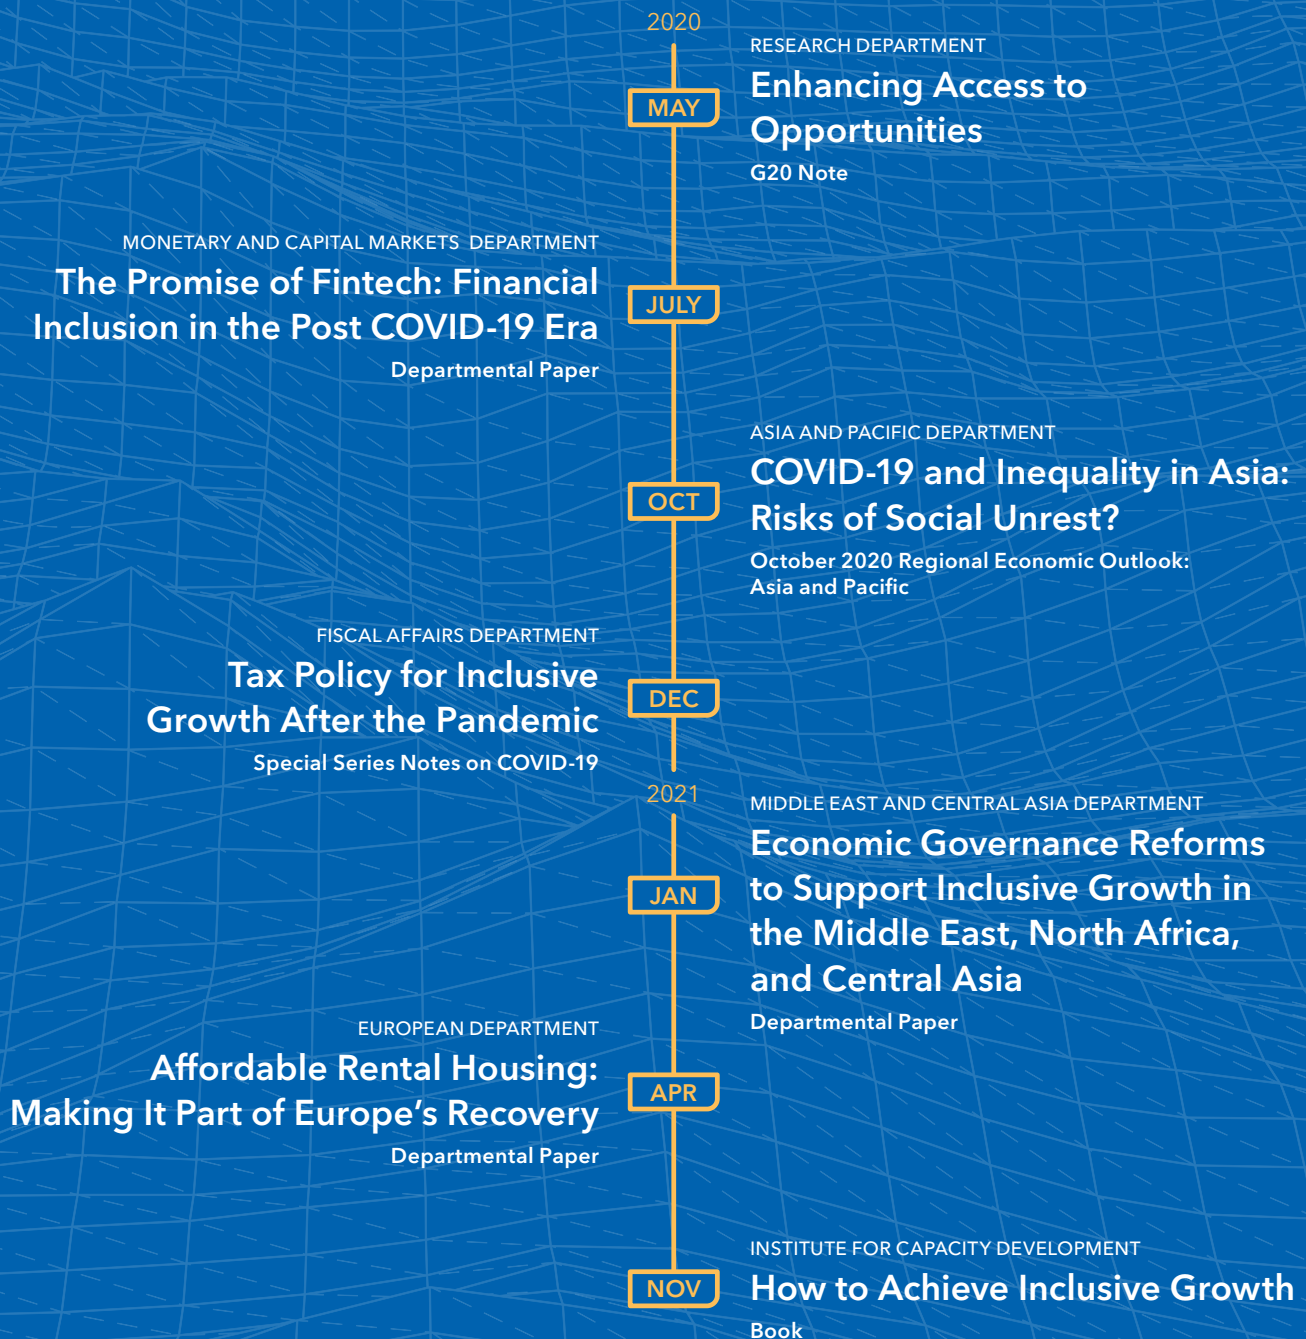 2020
MAY
RESEARCH DEPARTMENT
Enhancing Access to
Opportunities
G20 Note
JULY
MONETARY AND CAPITAL MARKETS DEPARTMENT
The Promise of Fintech: Financial
Inclusion in the Post COVID-19 Era
Departmental Paper
OCT
ASIA AND PACIFIC DEPARTMENT
COVID-19 and Inequality in Asia:
Risks of Social Unrest?
October 2020 Regional Economic Outlook:
Asia and Pacific
DEC
FISCAL AFFAIRS DEPARTMENT
Tax Policy for Inclusive
Growth After the Pandemic
Special Series Notes on COVID-19
2021
JAN
MIDDLE EAST AND CENTRAL ASIA DEPARTMENT
Economic Governance Reforms
to Support Inclusive Growth in
the Middle East, North Africa,
and Central Asia
Departmental Paper
APR
EUROPEAN DEPARTMENT
Affordable Rental Housing:
Making It Part of Europe’s Recovery
Departmental Paper
NOV
INSTITUTE FOR CAPACITY DEVELOPMENT
How to Achieve Inclusive Growth
Book